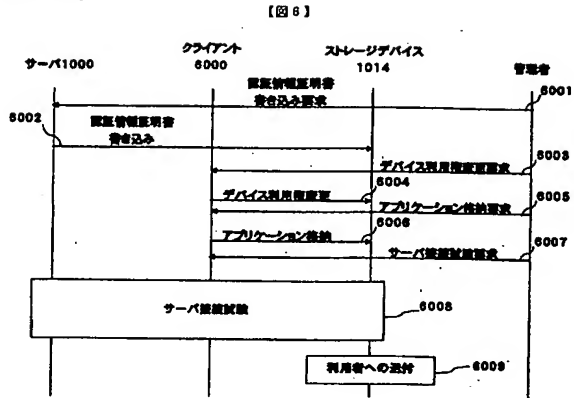 【図6】
クライアント
ストレージデバイス
サーバ1000
6000
1014
管理者
認証情報証明書
書き込み要求
6001
6002
認証情報証明書
書き込み
6003
デバイス利用権変更要求
デバイス利用権変更
6004
6005
アプリケーション格納要求
6006
アプリケーション格納
6007
サーバ接続試験要求
サーバ接続試験
6008
利用者への送付
6009